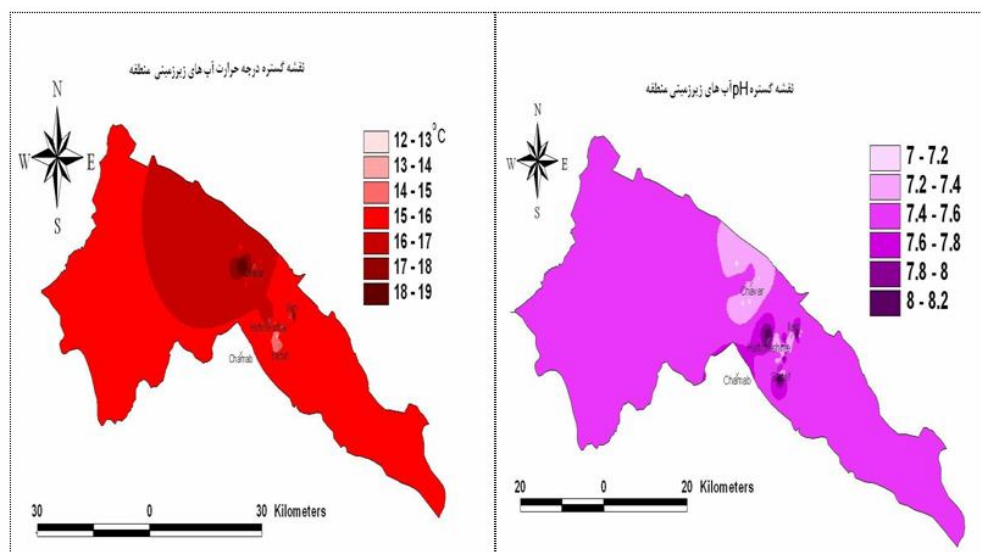 نقشه گستره درجه حرارت آب های زیرزمینی منطقه
N
W E
S
12 - 13°C
13 - 14
14 - 15
15 - 16
16 - 17
17 - 18
18 - 19
Chamab
30 0 30 Kilometers
نقشه گستره pH آب های زیرزمینی منطقه
N
W E
S
7 - 7.2
7.2 - 7.4
7.4 - 7.6
7.6 - 7.8
7.8 - 8
8 - 8.2
Chavar
Chamab
20 0 20 Kilometers